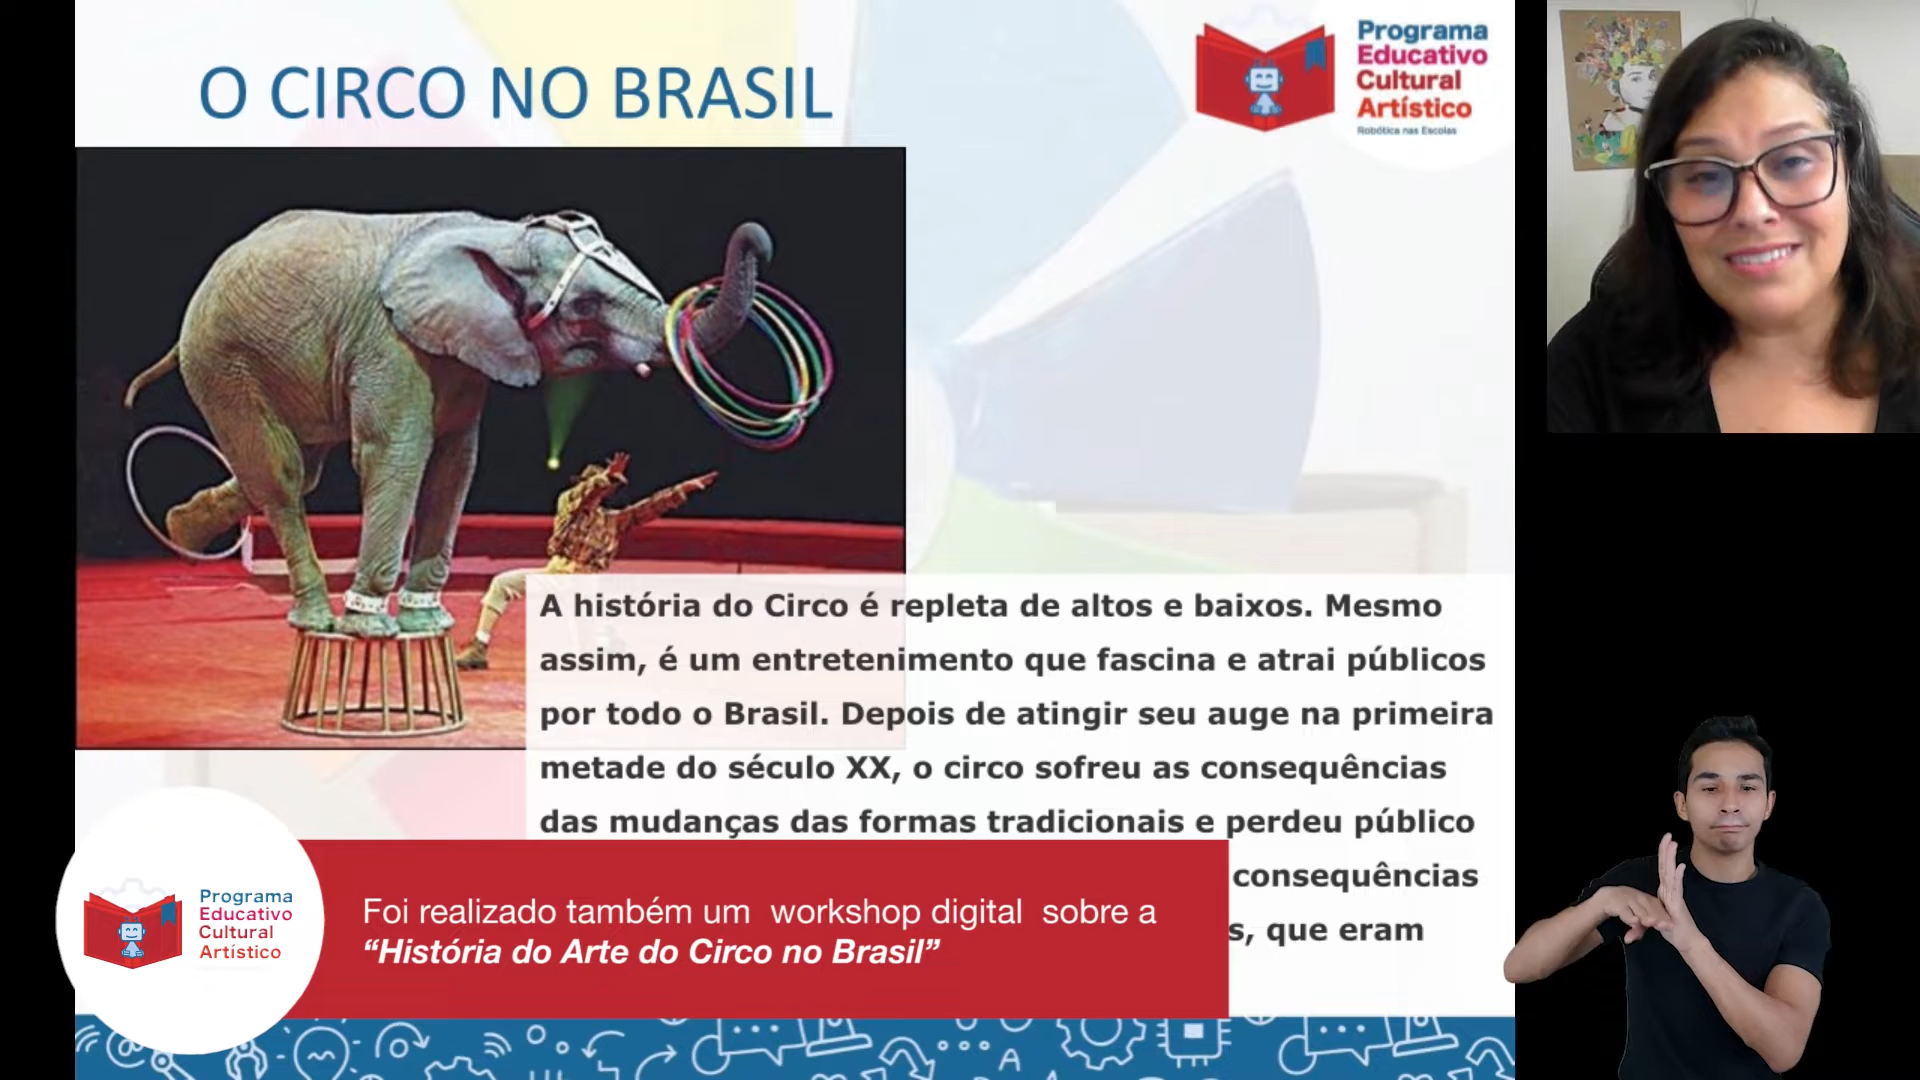 O CIRCO NO BRASIL
Programa
Educativo
Cultural
Artístico
Robótica nas Escolas
A história do Circo é repleta de altos e baixos. Mesmo
assim, é um entretenimento que fascina e atrai públicos
por todo o Brasil. Depois de atingir seu auge na primeira
metade do século XX, o circo sofreu as consequências
das mudanças das formas tradicionais e perdeu público
consequências
s, que eram
Programa
Educativo
Cultural
Artístico
Foi realizado também um workshop digital sobre a
“História do Arte do Circo no Brasil”
A